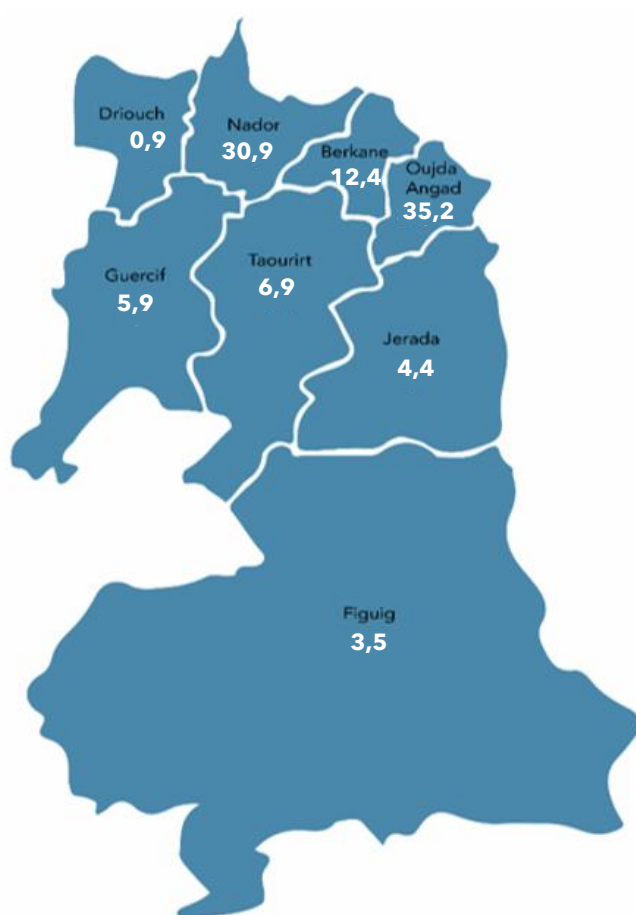 Driouch
0,9
Nador
30,9
Berkane
12,4
Oujda
Angad
35,2
Guercif
5,9
Taourirt
6,9
Jerada
4,4
Figuig
3,5